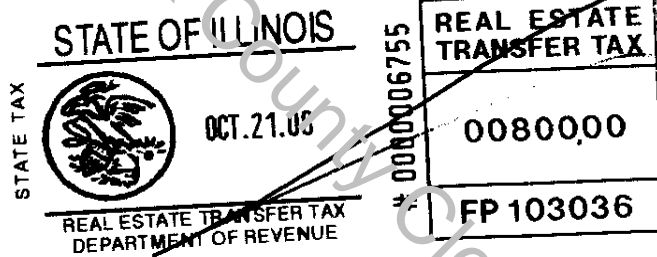 STATE OF ILLINOIS
STATE TAX
OCT.21.
REAL ESTATE TRANSFER TAX
DEPARTMENT OF REVENUE
# 0000006755
REAL ESTATE
TRANSFER TAX
0080000
FP 103036
County